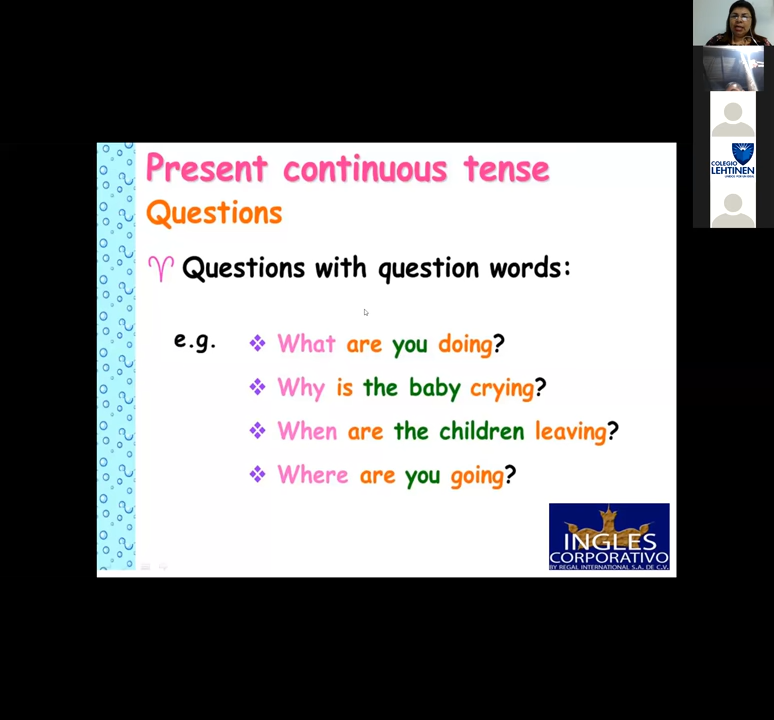 Present continuous tense
Questions
♈ Questions with question words:
e.g.
❖ What are you doing?
❖ Why is the baby crying?
❖ When are the children leaving?
❖ Where are you going?
INGLES
CORPORATIVO
BY REGAL INTERNATIONAL S.A. DE C.V.
COLEGIO
LEHTINEN